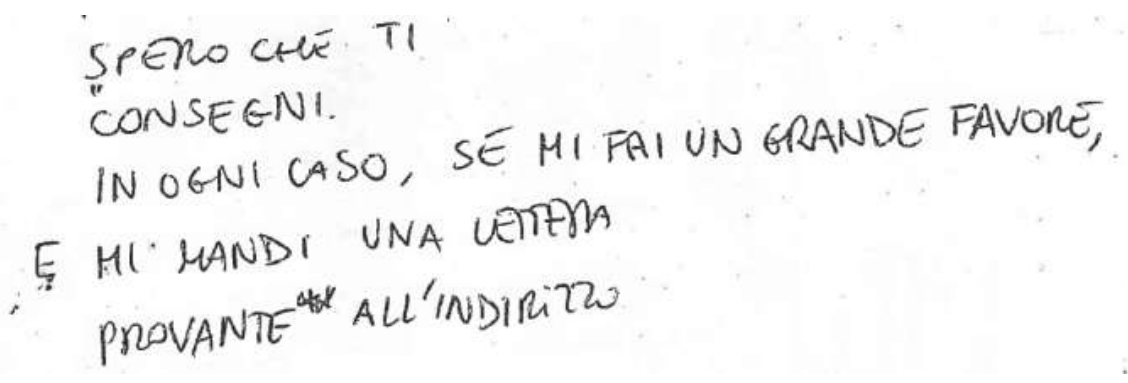 SPERO CHE TI
CONSEGNI.
IN OGNI CASO, SE MI FAI UN GRANDE FAVORE,
E MI MANDI UNA LETTERA
PROVANTE ALL'INDIRIZZO